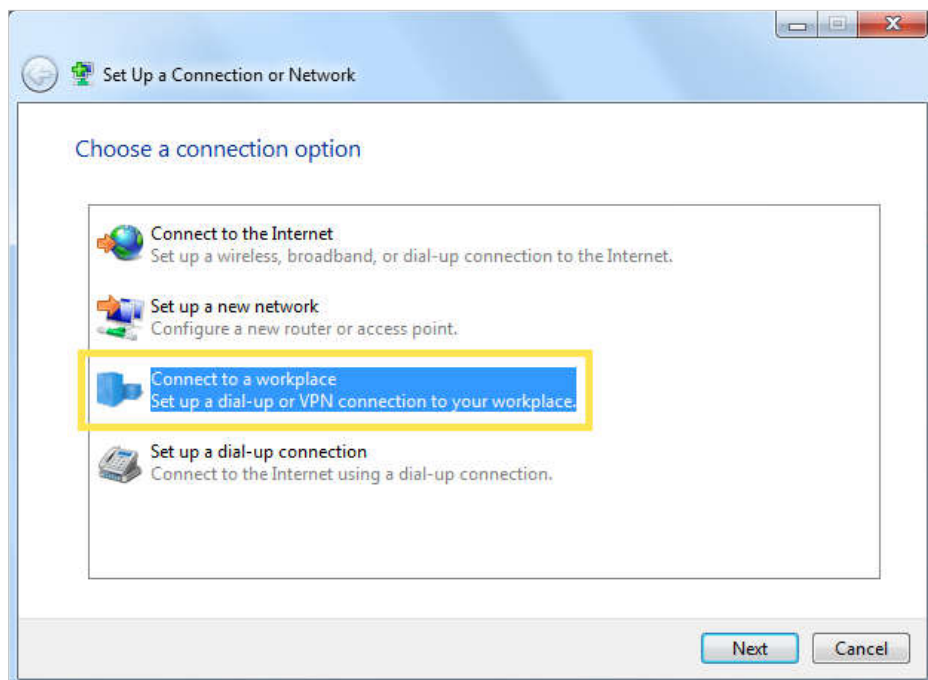 Set Up a Connection or Network
Choose a connection option
Connect to the Internet
Set up a wireless, broadband, or dial-up connection to the Internet.
Set up a new network
Configure a new router or access point.
Connect to a workplace
Set up a dial-up or VPN connection to your workplace.
Set up a dial-up connection
Connect to the Internet using a dial-up connection.
Next Cancel